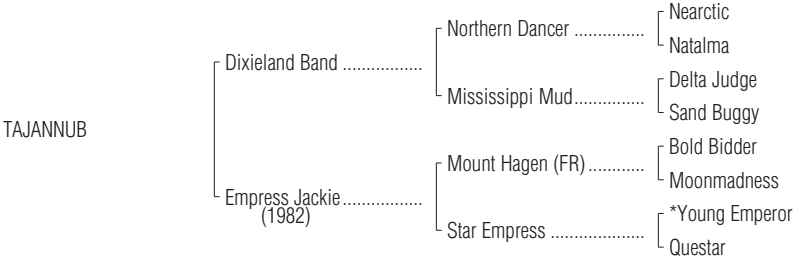 Nearctic
Northern Dancer ...............
Natalma
Dixieland Band .................
Delta Judge
Mississippi Mud...............
Sand Buggy
TAJANNUB
Bold Bidder
Mount Hagen (FR) ............
Moonmadness
Empress Jackie.................
(1982)
*Young Emperor
Star Empress ....................
Questar